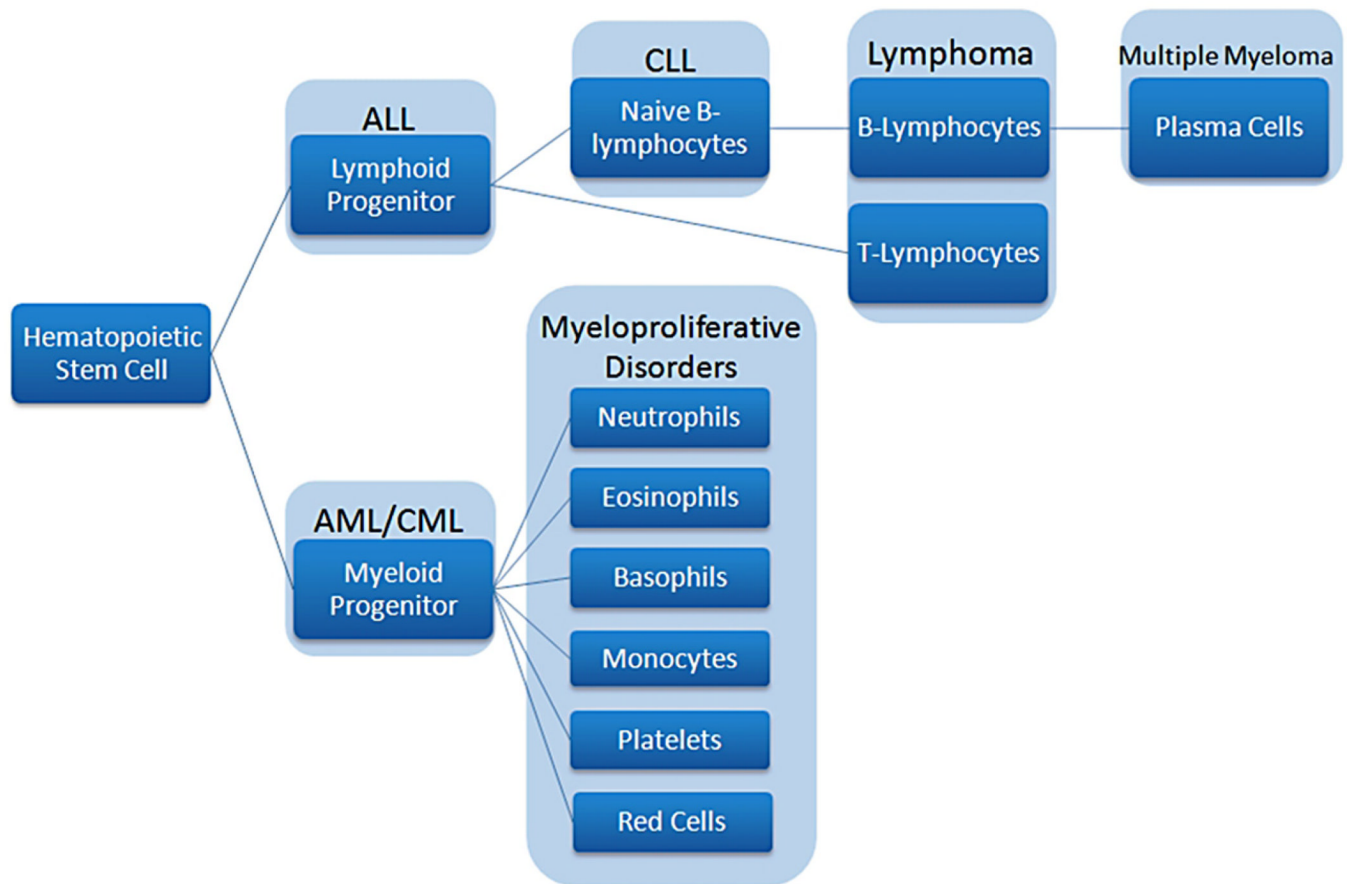 CLL
Naive B-
lymphocytes
Lymphoma
B-Lymphocytes
T-Lymphocytes
Multiple Myeloma
Plasma Cells
ALL
Lymphoid
Progenitor
Hematopoietic
Stem Cell
AML/CML
Myeloid
Progenitor
Myeloproliferative
Disorders
Neutrophils
Eosinophils
Basophils
Monocytes
Platelets
Red Cells